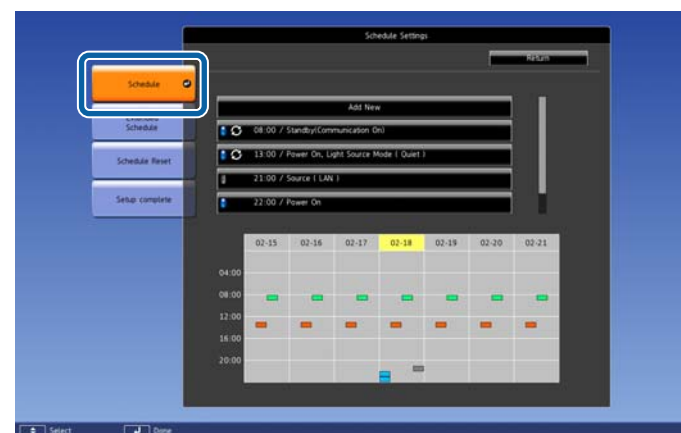 Schedule Settings
Return
Schedule
Schedule
Schedule Reset
Setup complete
Add New
08:00 / Standby(Communication On)
13:00 / Power On, Light Source Mode ( Quiet )
21:00 / Source ( LAN )
22:00 / Power On
02-15 02-16 02-17 02-18 02-19 02-20 02-21
04:00
08:00
12:00
16:00
20:00
Select Done